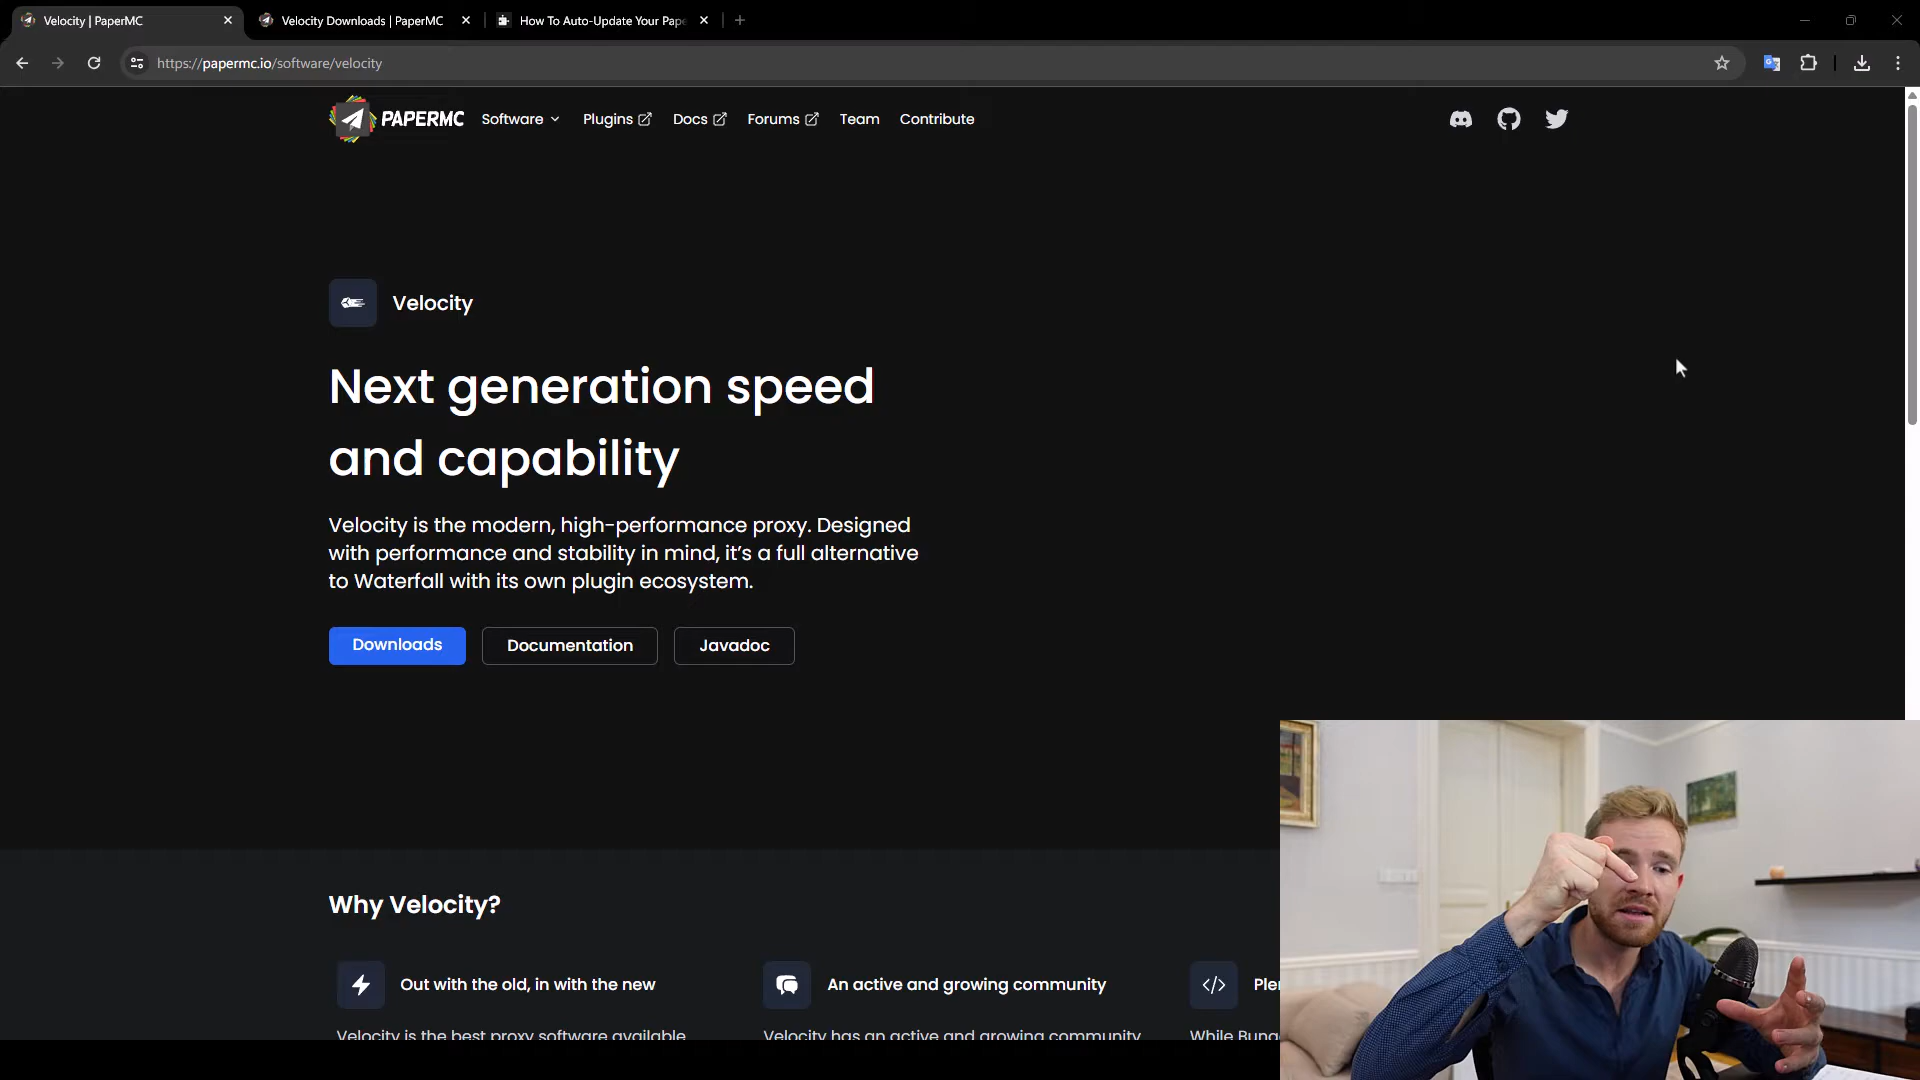 Velocity | PaperMC
Velocity Downloads | PaperMC
How To Auto-Update Your Pape
https://papermc.io/software/velocity
PAPERMC
Software
Plugins
Docs
Forums
Team
Contribute
Velocity
Next generation speed
and capability
Velocity is the modern, high-performance proxy. Designed
with performance and stability in mind, it's a full alternative
to Waterfall with its own plugin ecosystem.
Downloads
Documentation
Javadoc
Why Velocity?
Out with the old, in with the new
An active and growing community
Ple
Velocity is the best proxy software available
Velocity has an active and growing community
While Bung